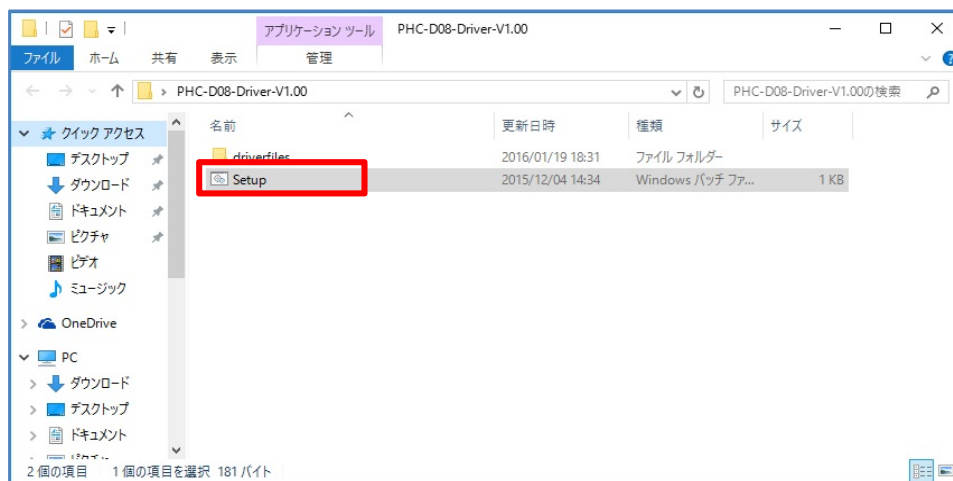 アプリケーション ツール PHC-D08-Driver-V1.00
ファイル ホーム 共有 表示 管理
PHC-D08-Driver-V1.00 PHC-D08-Driver-V1.00の検索
名前 更新日時 種類 サイズ
クイック アクセス
driverfiles 2016/01/19 18:31 ファイル フォルダー
デスクトップ
Setup 2015/12/04 14:34 Windows バッチ ファ... 1 KB
ダウンロード
ドキュメント
ピクチャ
ビデオ
ミュージック
OneDrive
PC
ダウンロード
デスクトップ
ドキュメント
2 個の項目 1 個の項目を選択 181 バイト